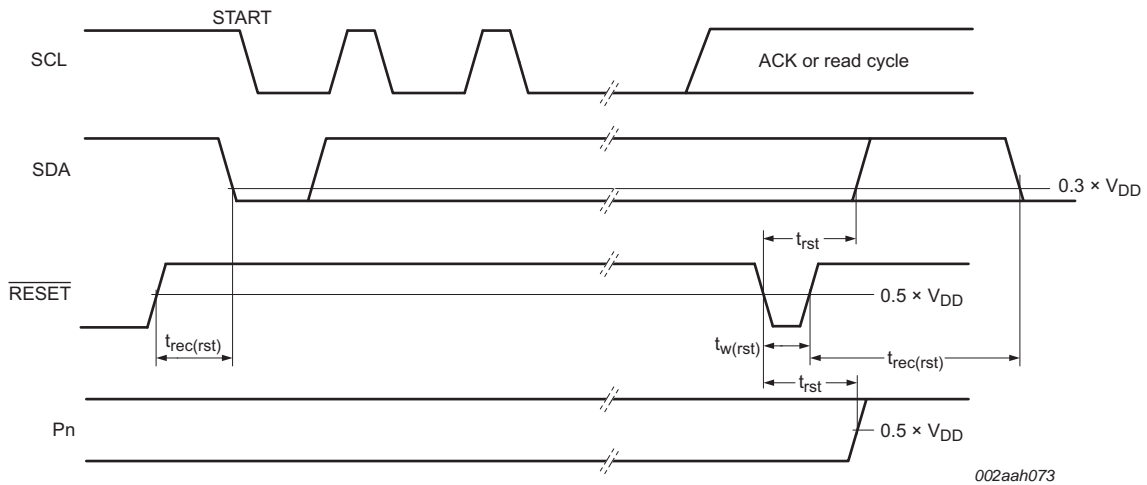 START
SCL
ACK or read cycle
SDA
0.3 × VDD
trst
RESET
0.5 × VDD
trec(rst)
tw(rst)
trec(rst)
trst
Pn
0.5 × VDD
002aah073